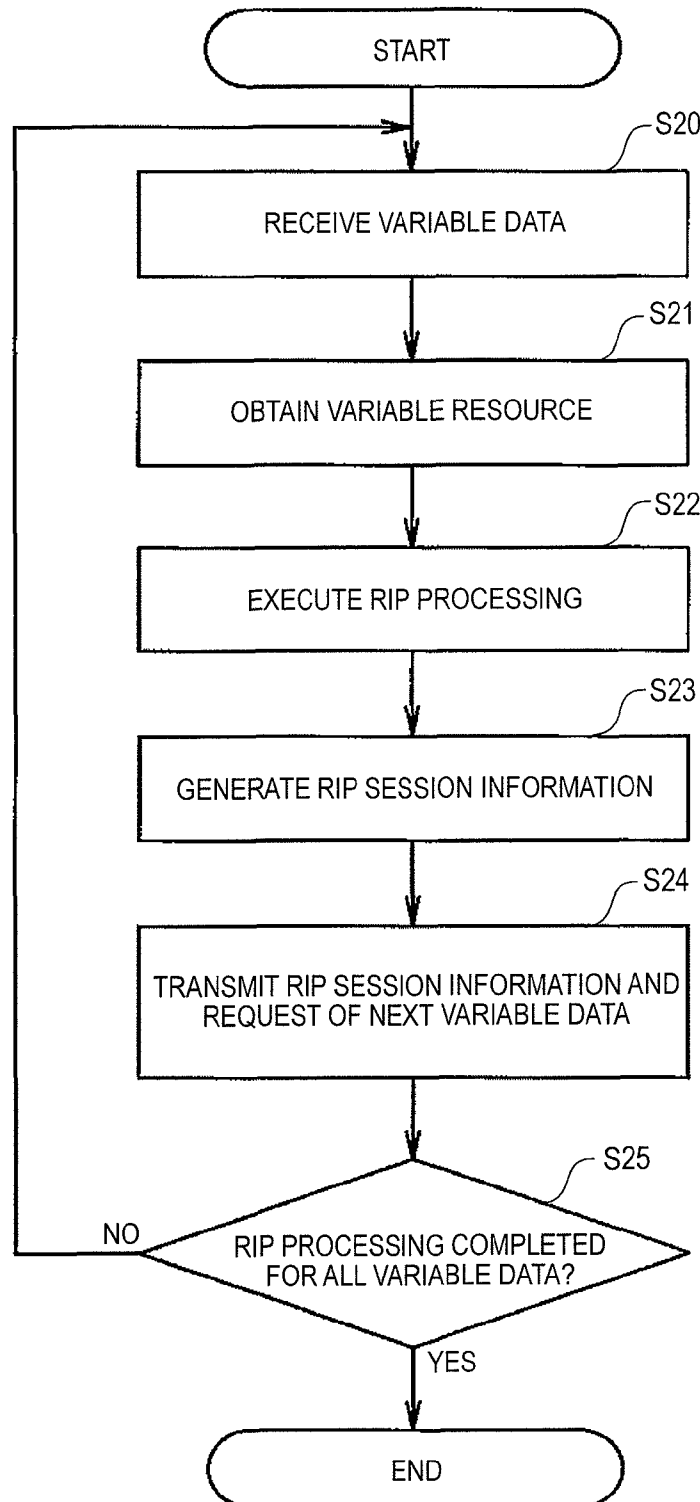 START
S20
RECEIVE VARIABLE DATA
S21
OBTAIN VARIABLE RESOURCE
S22
EXECUTE RIP PROCESSING
S23
GENERATE RIP SESSION INFORMATION
S24
TRANSMIT RIP SESSION INFORMATION AND
REQUEST OF NEXT VARIABLE DATA
S25
NO
RIP PROCESSING COMPLETED
FOR ALL VARIABLE DATA?
YES
END